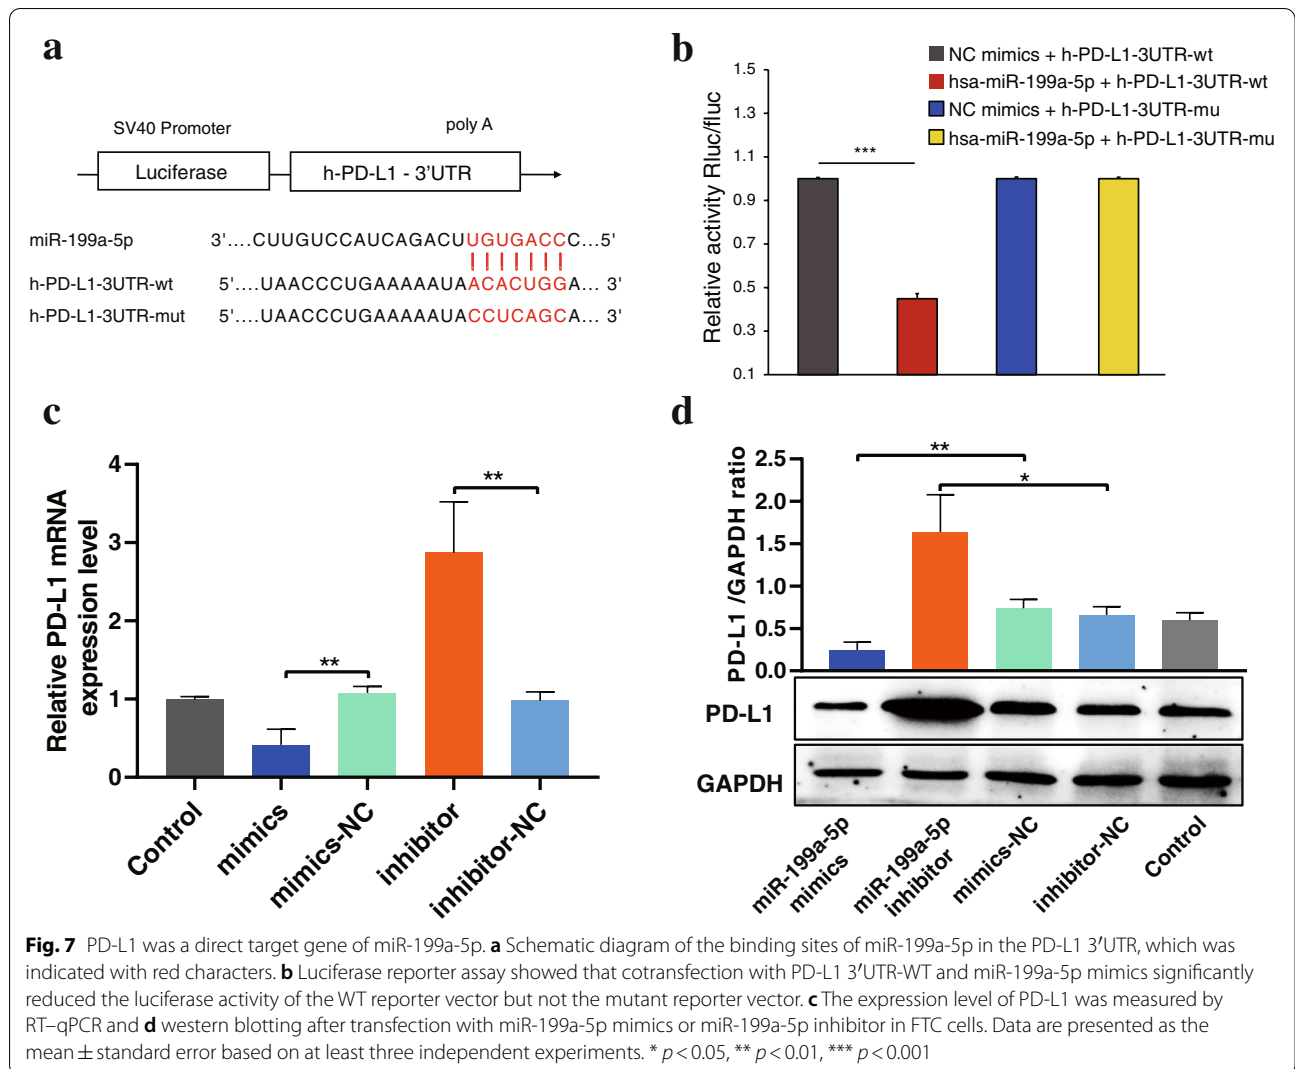 a
SV40 Promoter
poly A
Luciferase
h-PD-L1 - 3'UTR
miR-199a-5p 3'....CUUGUCCAUCAGACUUGUGACCC...5'
h-PD-L1-3UTR-wt 5'....UAACCCUGAAAAAUAACACUGGA... 3'
h-PD-L1-3UTR-mut 5'....UAACCCUGAAAAAUACCUCAGCA... 3'
b
NC mimics + h-PD-L1-3UTR-wt
hsa-miR-199a-5p + h-PD-L1-3UTR-wt
NC mimics + h-PD-L1-3UTR-mu
hsa-miR-199a-5p + h-PD-L1-3UTR-mu
Relative activity Rluc/fluc
1.5
1.3
1.1
0.9
0.7
0.5
0.3
0.1
***
c
Relative PD-L1 mRNA
expression level
4
3
2
1
0
**
**
Control
mimics
mimics-NC
inhibitor
inhibitor-NC
d
PD-L1 /GAPDH ratio
2.5
2.0
1.5
1.0
0.5
0.0
**
*
PD-L1
GAPDH
miR-199a-5p
mimics
miR-199a-5p
inhibitor
mimics-NC
inhibitor-NC
Control
Fig. 7 PD-L1 was a direct target gene of miR-199a-5p. a Schematic diagram of the binding sites of miR-199a-5p in the PD-L1 3′UTR, which was
indicated with red characters. b Luciferase reporter assay showed that cotransfection with PD-L1 3′UTR-WT and miR-199a-5p mimics significantly
reduced the luciferase activity of the WT reporter vector but not the mutant reporter vector. c The expression level of PD-L1 was measured by
RT–qPCR and d western blotting after transfection with miR-199a-5p mimics or miR-199a-5p inhibitor in FTC cells. Data are presented as the
mean ± standard error based on at least three independent experiments. * p < 0.05, ** p < 0.01, *** p < 0.001